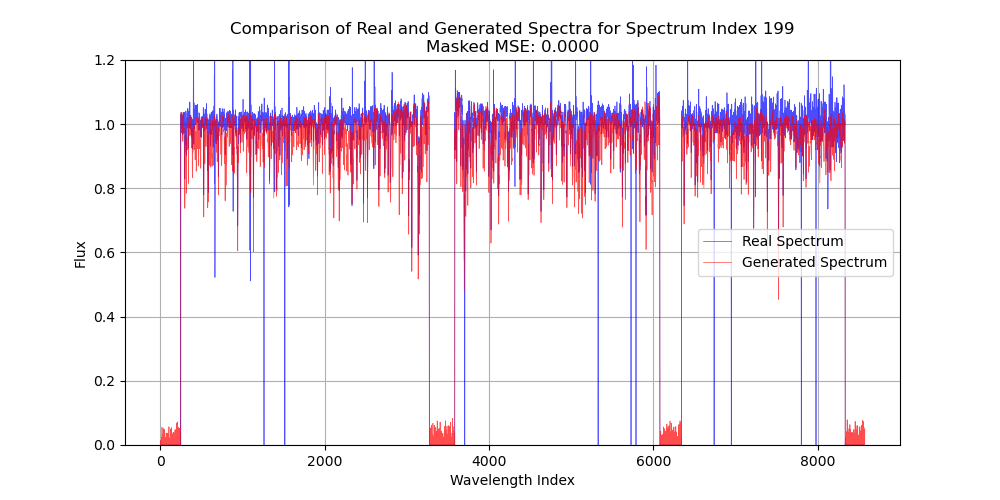 Comparison of Real and Generated Spectra for Spectrum Index 199
Masked MSE: 0.0000
1.2
1.0
0.8
0.6
0.4
0.2
0.0
Flux
Real Spectrum
Generated Spectrum
0 2000 4000 6000 8000
Wavelength Index